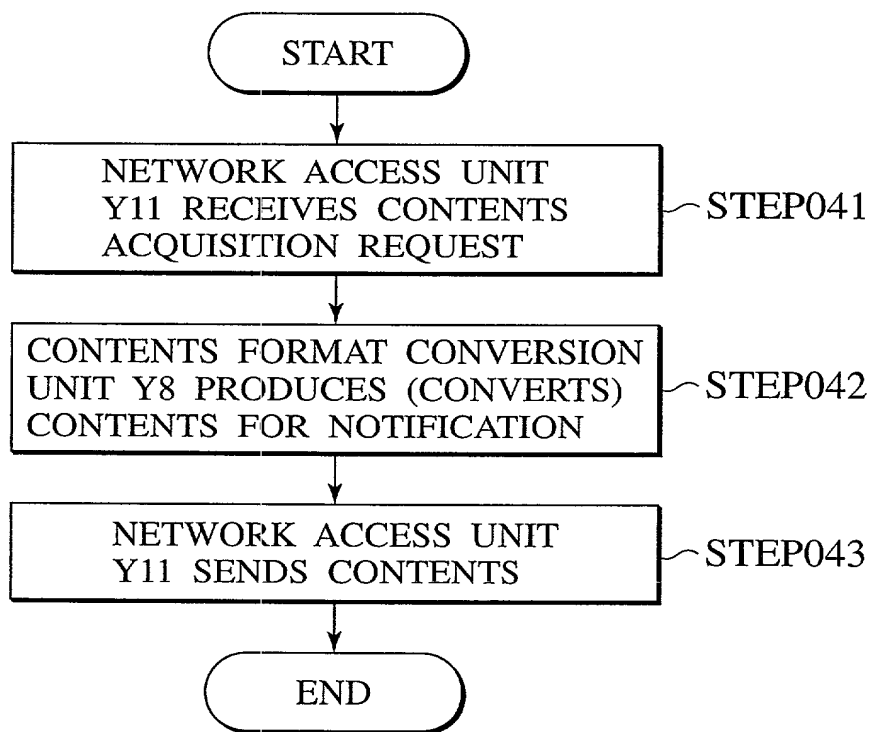 START
NETWORK ACCESS UNIT
Y11 RECEIVES CONTENTS
ACQUISITION REQUEST
STEP041
CONTENTS FORMAT CONVERSION
UNIT Y8 PRODUCES (CONVERTS)
CONTENTS FOR NOTIFICATION
STEP042
NETWORK ACCESS UNIT
Y11 SENDS CONTENTS
STEP043
END